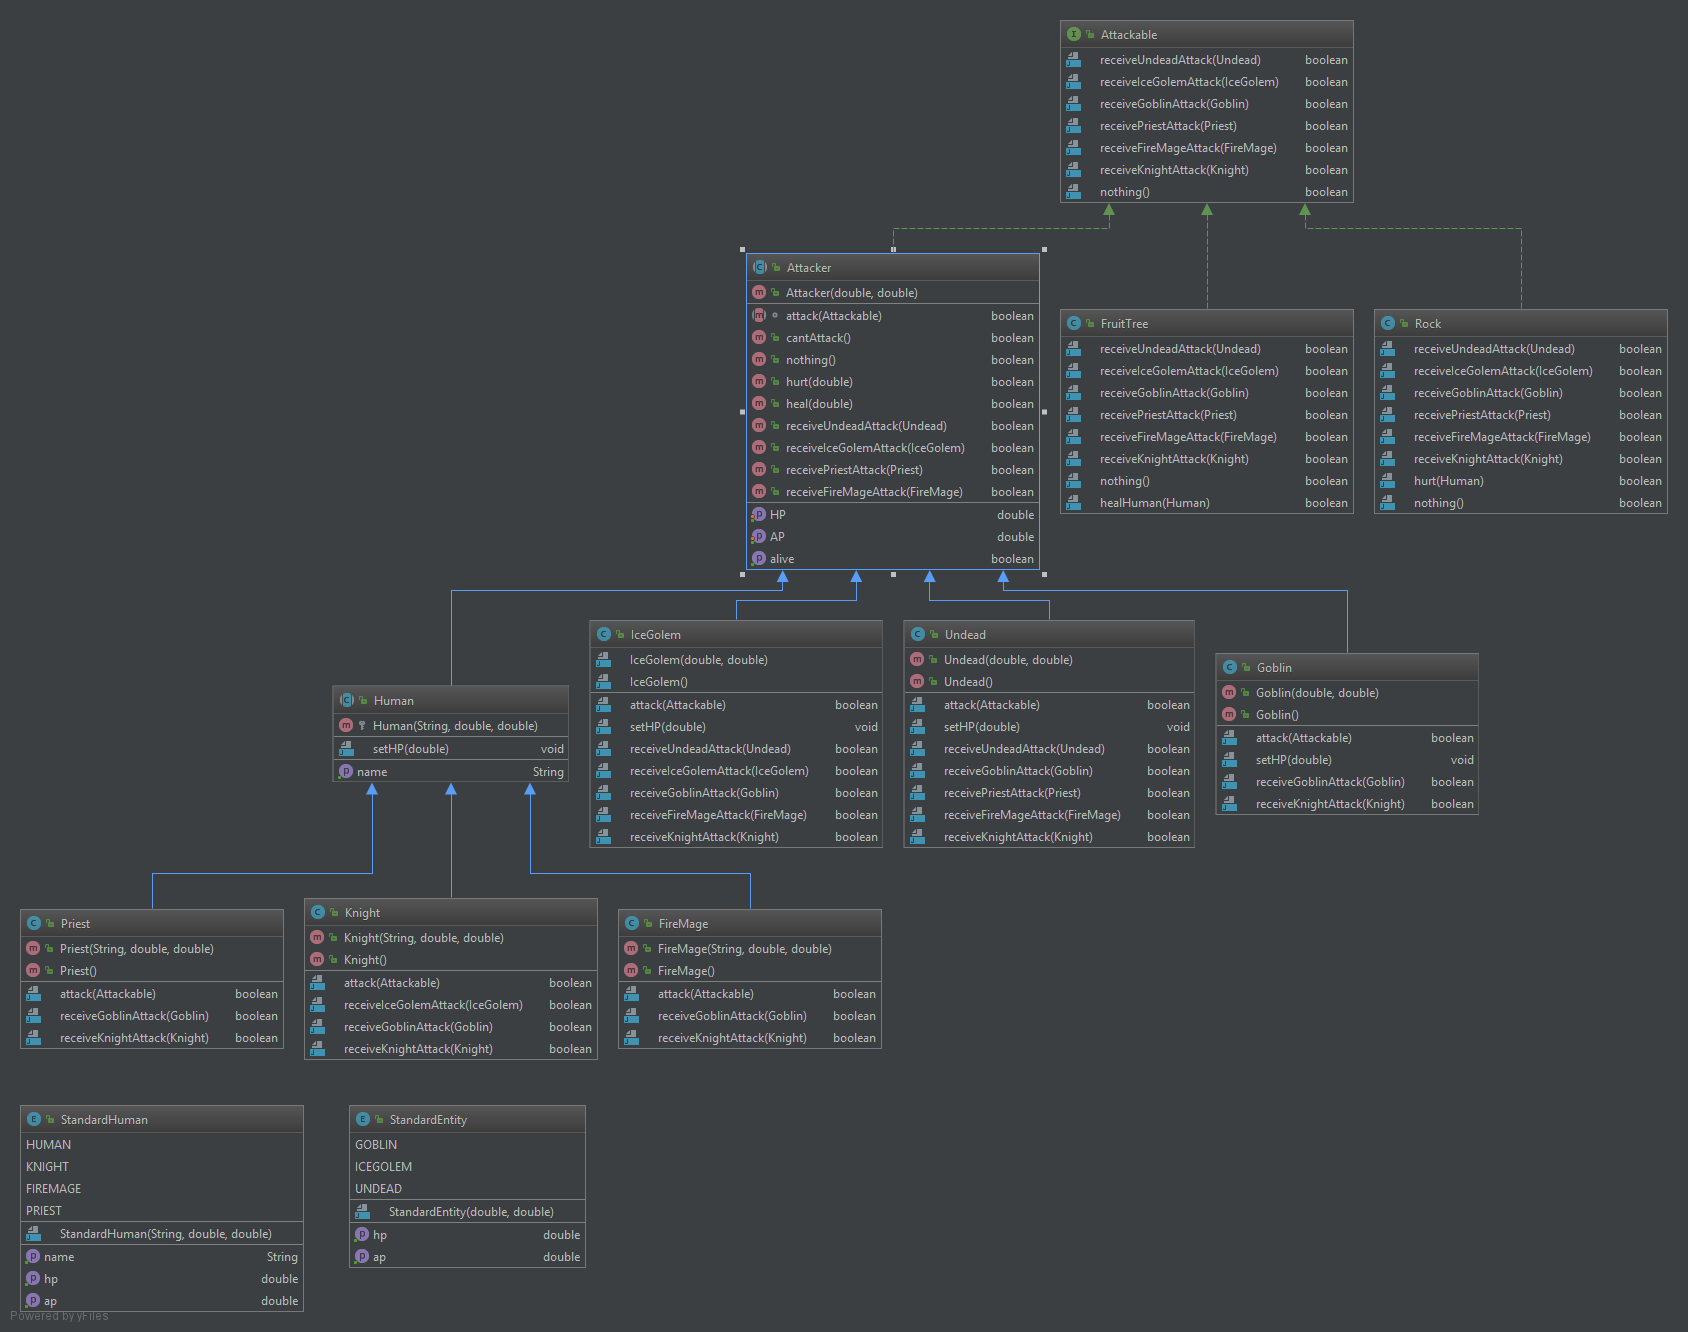 Attackable
receiveUndeadAttack(Undead) boolean
receiveIceGolemAttack(IceGolem) boolean
receiveGoblinAttack(Goblin) boolean
receivePriestAttack(Priest) boolean
receiveFireMageAttack(FireMage) boolean
receiveKnightAttack(Knight) boolean
nothing() boolean
Attacker
Attacker(double, double)
attack(Attackable) boolean
cantAttack() boolean
nothing() boolean
hurt(double) boolean
heal(double) boolean
receiveUndeadAttack(Undead) boolean
receiveIceGolemAttack(IceGolem) boolean
receivePriestAttack(Priest) boolean
receiveFireMageAttack(FireMage) boolean
HP double
AP double
alive boolean
FruitTree
receiveUndeadAttack(Undead) boolean
receiveIceGolemAttack(IceGolem) boolean
receiveGoblinAttack(Goblin) boolean
receivePriestAttack(Priest) boolean
receiveFireMageAttack(FireMage) boolean
receiveKnightAttack(Knight) boolean
nothing() boolean
healHuman(Human) boolean
Rock
receiveUndeadAttack(Undead) boolean
receiveIceGolemAttack(IceGolem) boolean
receiveGoblinAttack(Goblin) boolean
receivePriestAttack(Priest) boolean
receiveFireMageAttack(FireMage) boolean
receiveKnightAttack(Knight) boolean
hurt(Human) boolean
nothing() boolean
Human
Human(String, double, double)
setHP(double) void
name String
IceGolem
IceGolem(double, double)
IceGolem()
attack(Attackable) boolean
setHP(double) void
receiveUndeadAttack(Undead) boolean
receiveIceGolemAttack(IceGolem) boolean
receiveGoblinAttack(Goblin) boolean
receiveFireMageAttack(FireMage) boolean
receiveKnightAttack(Knight) boolean
Undead
Undead(double, double)
Undead()
attack(Attackable) boolean
setHP(double) void
receiveUndeadAttack(Undead) boolean
receiveGoblinAttack(Goblin) boolean
receivePriestAttack(Priest) boolean
receiveFireMageAttack(FireMage) boolean
receiveKnightAttack(Knight) boolean
Goblin
Goblin(double, double)
Goblin()
attack(Attackable) boolean
setHP(double) void
receiveGoblinAttack(Goblin) boolean
receiveKnightAttack(Knight) boolean
Priest
Priest(String, double, double)
Priest()
attack(Attackable) boolean
receiveGoblinAttack(Goblin) boolean
receiveKnightAttack(Knight) boolean
Knight
Knight(String, double, double)
Knight()
attack(Attackable) boolean
receiveIceGolemAttack(IceGolem) boolean
receiveGoblinAttack(Goblin) boolean
receiveKnightAttack(Knight) boolean
FireMage
FireMage(String, double, double)
FireMage()
attack(Attackable) boolean
receiveGoblinAttack(Goblin) boolean
receiveKnightAttack(Knight) boolean
StandardHuman
HUMAN
KNIGHT
FIREMAGE
PRIEST
StandardHuman(String, double, double)
name String
hp double
ap double
StandardEntity
GOBLIN
ICEGOLEM
UNDEAD
StandardEntity(double, double)
hp double
ap double
Powered by yFiles